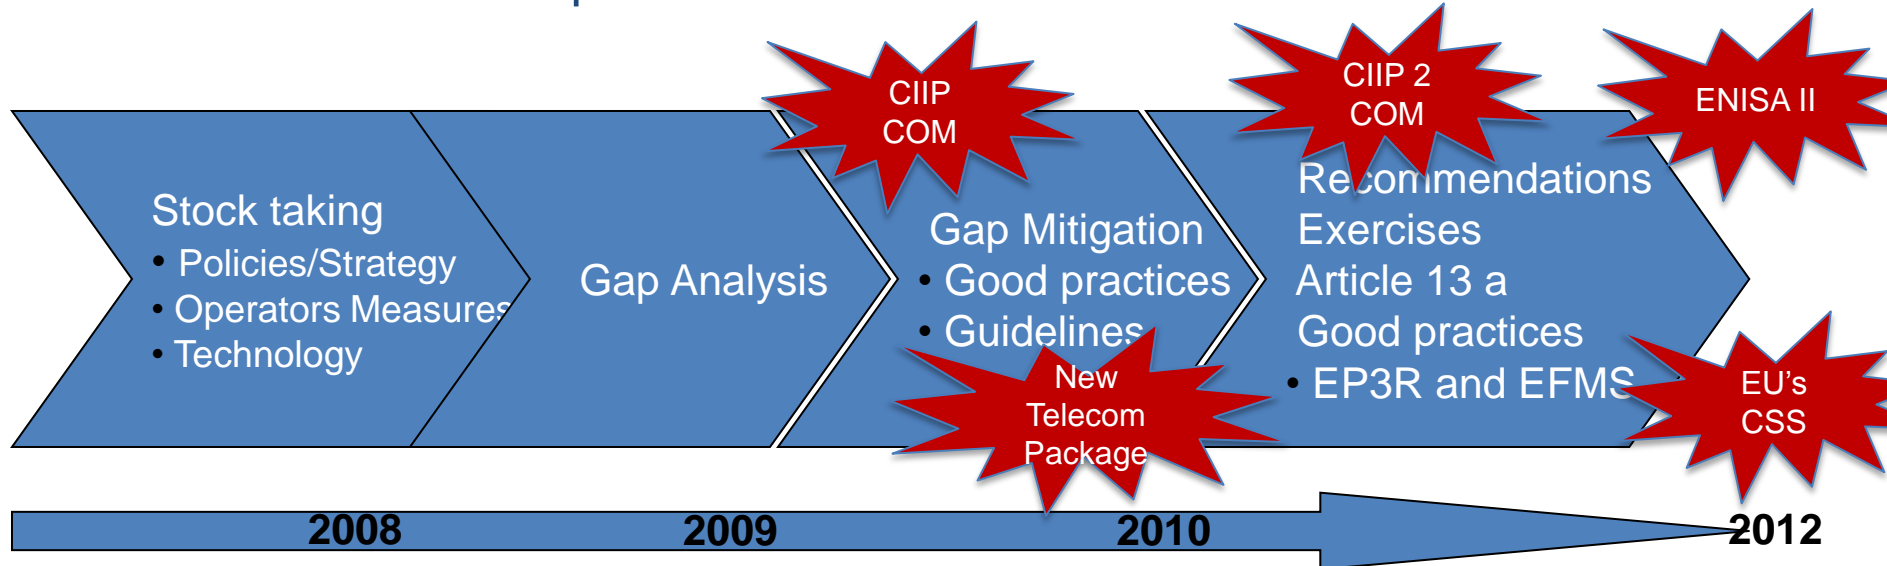 CIIP
COM
CIIP 2
COM
ENISA II
Stock taking
• Policies/Strategy
• Operators Measures
• Technology
Gap Analysis
Gap Mitigation
• Good practices
• Guidelines
New
Telecom
Package
Recommendations
Exercises
Article 13 a
Good practices
• EP3R and EFMS
EU's
CSS
2008
2009
2010
2012